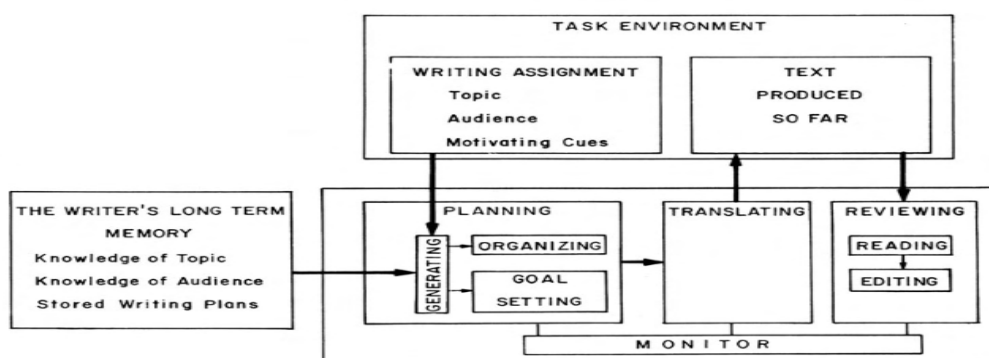 TASK ENVIRONMENT
WRITING ASSIGNMENT
Topic
Audience
Motivating Cues
TEXT
PRODUCED
SO FAR
THE WRITER'S LONG TERM
MEMORY
Knowledge of Topic
Knowledge of Audience
Stored Writing Plans
PLANNING
GENERATING
ORGANIZING
GOAL
SETTING
TRANSLATING
REVIEWING
READING
EDITING
MONITOR